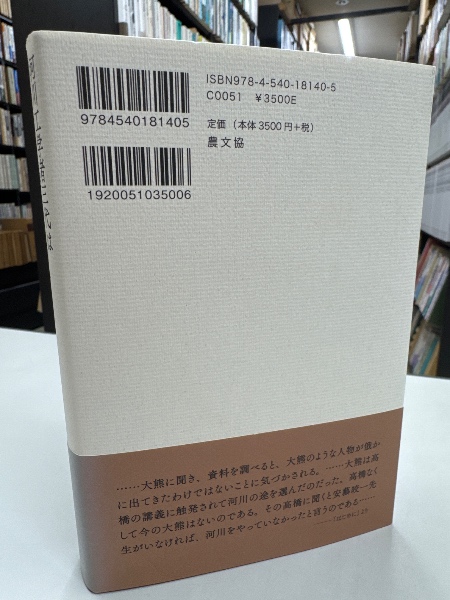 ISBN978-4-540-18140-5
C0051 ¥3500E
定価（本体3500円+税）
農文協
9784540181405
1920051035006
……大熊に聞き、資料を調べると、大熊のような人物が俄か
に出てきたわけではないことに気づかされる。……大熊は高
橋の講義に触発されて河川の途を選んだのだった。高橋なく
して今の大熊はないのである。その高橋に聞くと安藝皎一先
生がいなければ、河川をやっていなかったと言うのである……